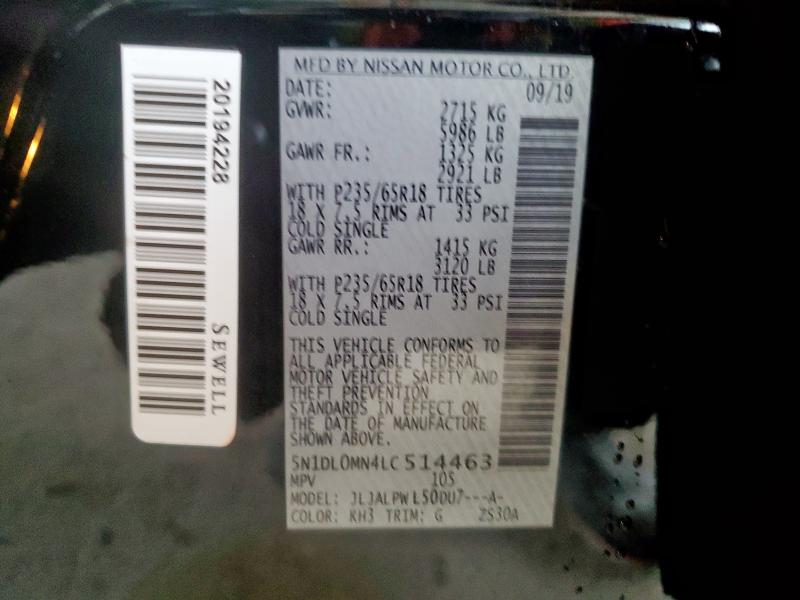 20194228
SEWELL
MFD BY NISSAN MOTOR CO., LTD
DATE: 09/19
GVWR: 2715 KG
5986 LB
GAWR FR.: 1325 KG
2921 LB
WITH P235/65R18 TIRES
18 X 7.5 RIMS AT 33 PSI
COLD SINGLE
GAWR RR.: 1415 KG
3120 LB
WITH P235/65R18 TIRES
18 X 7.5 RIMS AT 33 PSI
COLD SINGLE
THIS VEHICLE CONFORMS TO
ALL APPLICABLE FEDERAL
MOTOR VEHICLE SAFETY AND
THEFT PREVENTION
STANDARDS IN EFFECT ON
THE DATE OF MANUFACTURE
SHOWN ABOVE.
5N1DL0MN4LC514463
MPV 105
MODEL: JLJALPWL50DU7---A-
COLOR: KH3 TRIM: G ZS30A